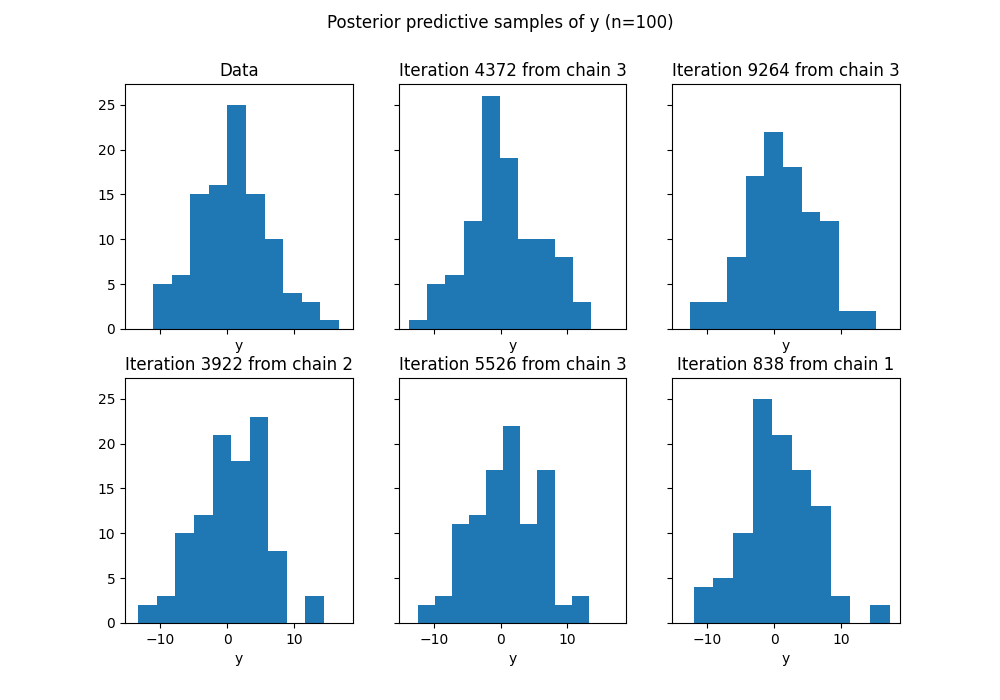 Posterior predictive samples of y (n=100)
Data
Iteration 4372 from chain 3
Iteration 9264 from chain 3
25
20
15
10
5
0
y
y
y
Iteration 3922 from chain 2
Iteration 5526 from chain 3
Iteration 838 from chain 1
25
20
15
10
5
0
−10 0 10
−10 0 10
−10 0 10
y
y
y